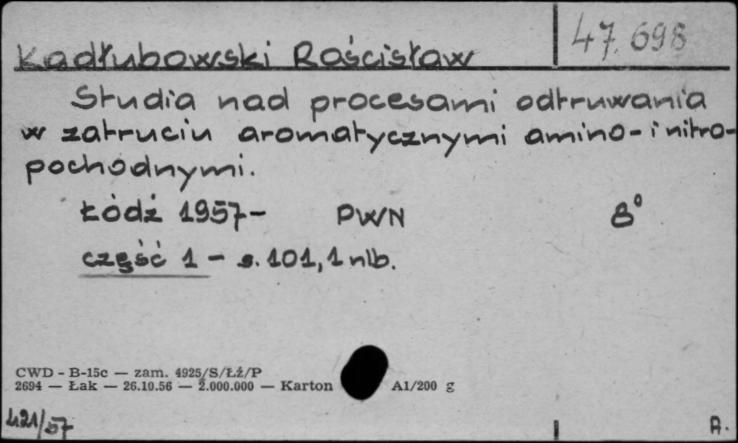 47.698
Kadłubowski Rościsław
Studia nad procesami odtruwania
w zatruciu aromatycznymi amino- i nitro-
pochodnymi.
Łódź 1957- PWN 8°
część 1 - s. 101, 1 nlb.
CWD - B-15c — zam. 4925/S/Łź/P
2694 — Łak — 26.10.56 — 2.000.000 — Karton A1/200 g
421/57 A.